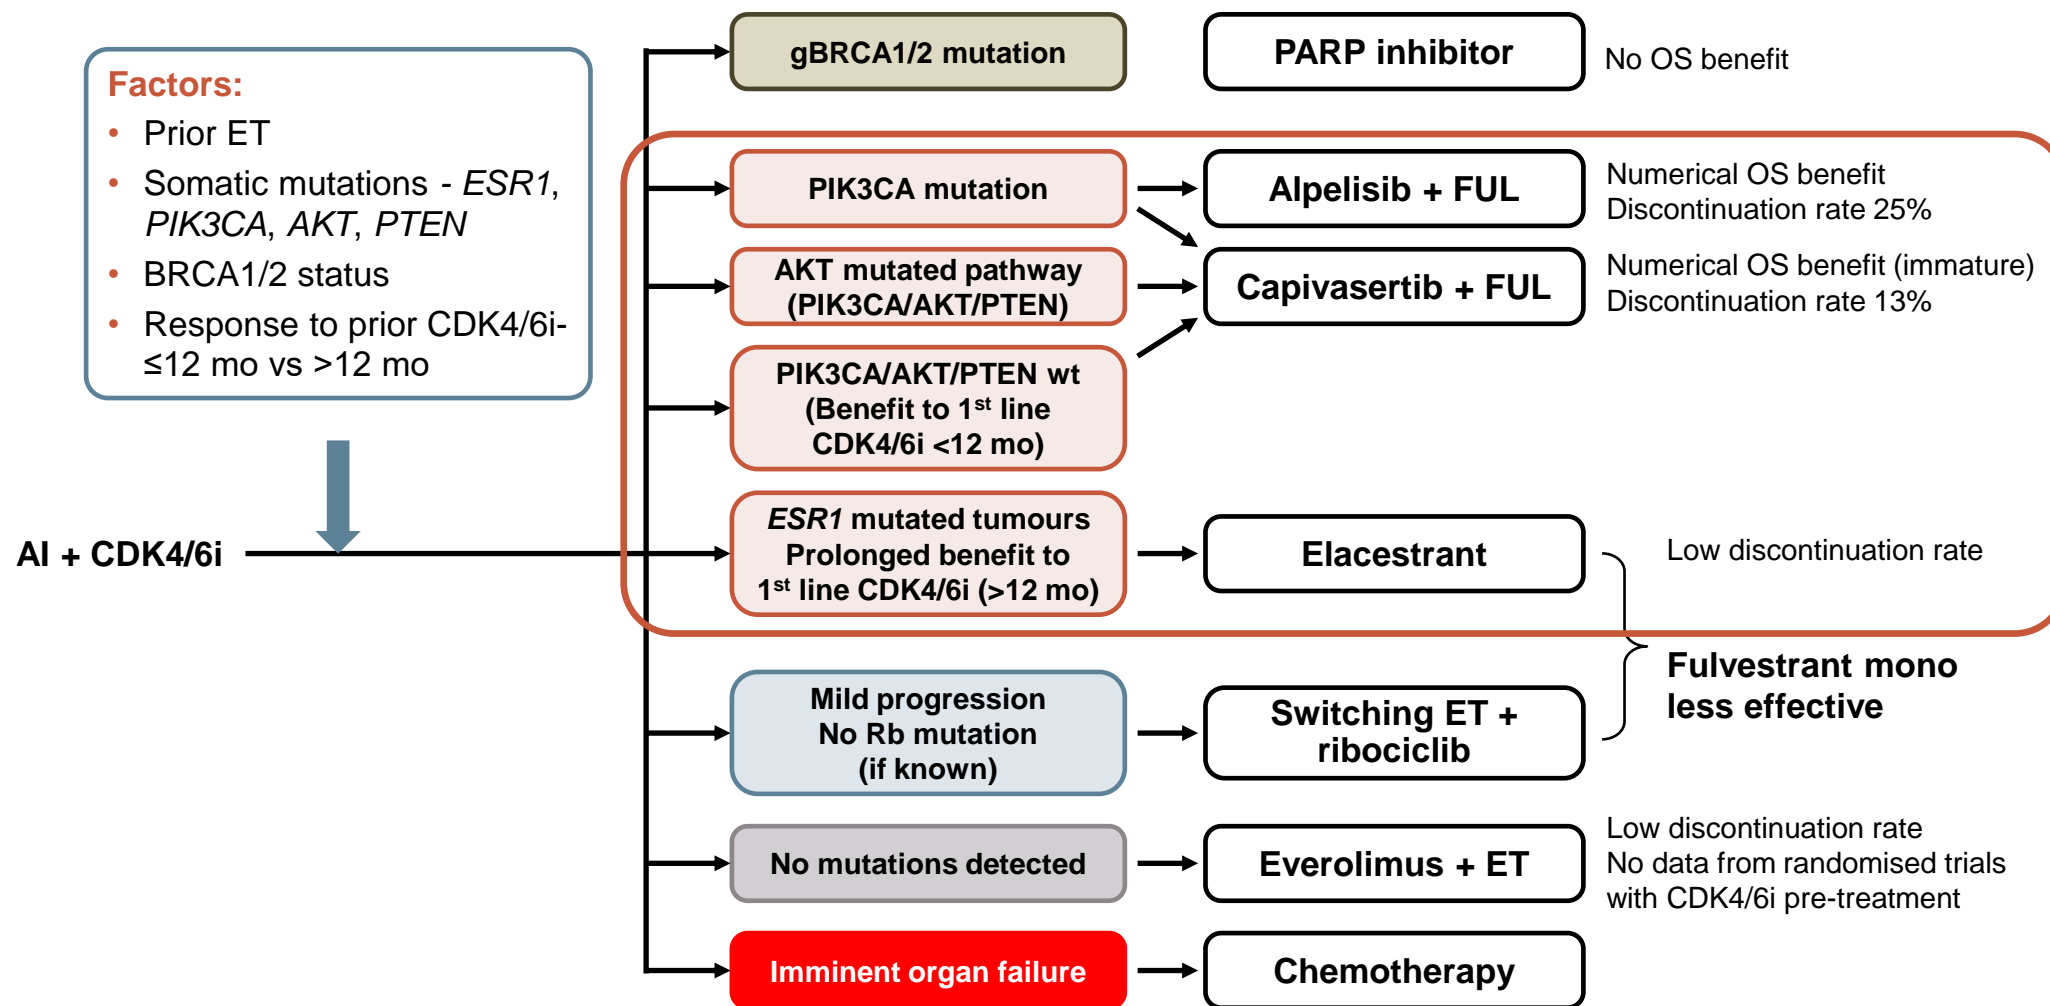 Factors:
• Prior ET
• Somatic mutations - ESR1,
PIK3CA, AKT, PTEN
• BRCA1/2 status
• Response to prior CDK4/6i-
≤12 mo vs >12 mo
AI + CDK4/6i
gBRCA1/2 mutation
PARP inhibitor
No OS benefit
PIK3CA mutation
Alpelisib + FUL
Numerical OS benefit
Discontinuation rate 25%
AKT mutated pathway
(PIK3CA/AKT/PTEN)
Capivasertib + FUL
Numerical OS benefit (immature)
Discontinuation rate 13%
PIK3CA/AKT/PTEN wt
(Benefit to 1st line
CDK4/6i <12 mo)
ESR1 mutated tumours
Prolonged benefit to
1st line CDK4/6i (>12 mo)
Elacestrant
Low discontinuation rate
Fulvestrant mono
less effective
Mild progression
No Rb mutation
(if known)
Switching ET +
ribociclib
No mutations detected
Everolimus + ET
Low discontinuation rate
No data from randomised trials
with CDK4/6i pre-treatment
Imminent organ failure
Chemotherapy